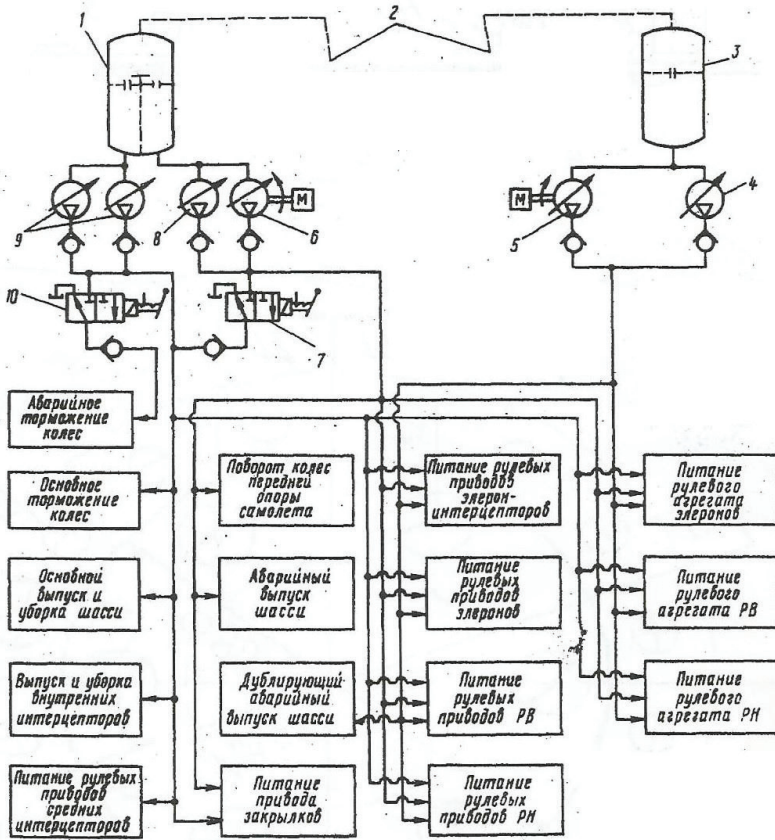 1
2
3
M
M
4
9
8
6
5
10
7
Аварийное
торможение
колес
Основное
торможение
колес
Основной
выпуск и
уборка шасси
Выпуск и уборка
внутренних
интерцепторов
Питание рулевых
приводов
средних
интерцепторов
Поворот колес
передней
опоры
самолета
Аварийный
выпуск
шасси
Дублирующий
аварийный
выпуск шасси
Питание
привода
закрылков
Питание рулевых
приводов
элерон-
интерцепторов
Питание
рулевых
приводов
элеронов
Питание
рулевых
приводов РВ
Питание
рулевых
приводов РН
Питание
рулевого
агрегата
элеронов
Питание
рулевого
агрегата РВ
Питание
рулевого
агрегата РН